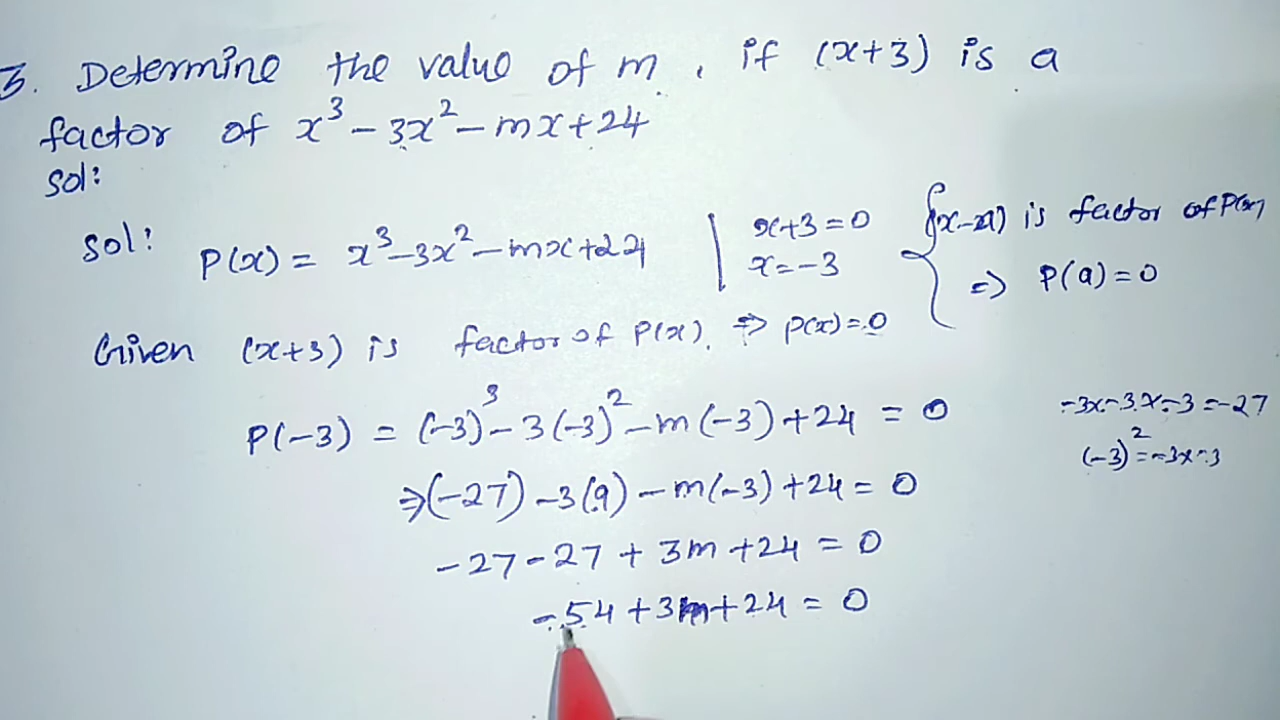 3. Determine the value of m, if (x+3) is a
factor of x³ - 3x² - mx + 24
Sol:
Sol: P(x) = x³ - 3x² - mx + 24
x+3 = 0
x = -3
(x-a) is factor of P(x)
=> P(a) = 0
Given (x+3) is factor of P(x). => P(x) = 0
P(-3) = (-3)³ - 3(-3)² - m(-3) + 24 = 0
-3x-3x-3 = -27
(-3)² = -3x-3
=> (-27) - 3(9) - m(-3) + 24 = 0
-27 - 27 + 3m + 24 = 0
-54 + 3m + 24 = 0